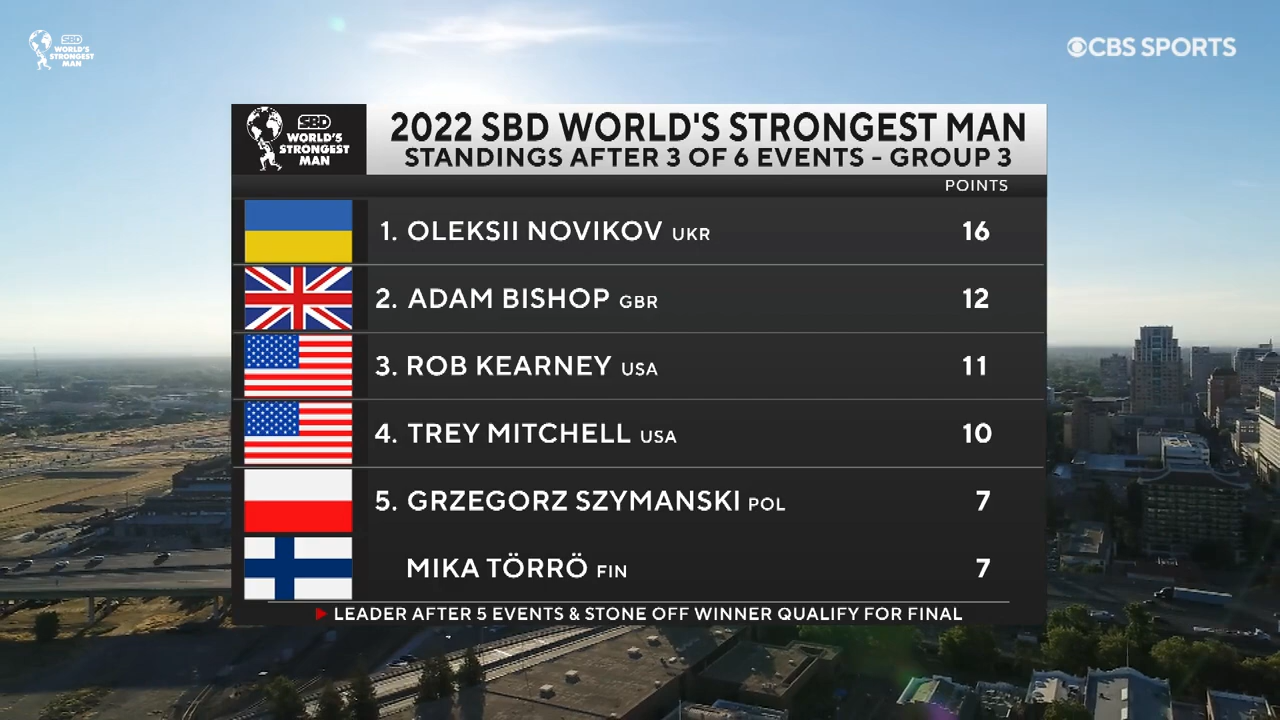 SBD
WORLD'S
STRONGEST
MAN
CBS SPORTS
SBD
WORLD'S
STRONGEST
MAN
2022 SBD WORLD'S STRONGEST MAN
STANDINGS AFTER 3 OF 6 EVENTS - GROUP 3
POINTS
1. OLEKSII NOVIKOV UKR 16
2. ADAM BISHOP GBR 12
3. ROB KEARNEY USA 11
4. TREY MITCHELL USA 10
5. GRZEGORZ SZYMANSKI POL 7
MIKA TÖRRÖ FIN 7
LEADER AFTER 5 EVENTS & STONE OFF WINNER QUALIFY FOR FINAL